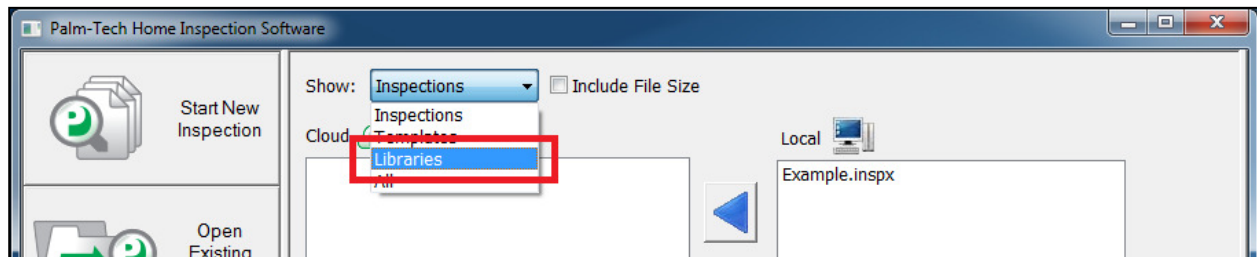 Palm-Tech Home Inspection Software
Start New
Inspection
Show: Inspections Include File Size
Inspections
Templates
Libraries
All
Cloud
Local
Example.inspx
Open
Existing